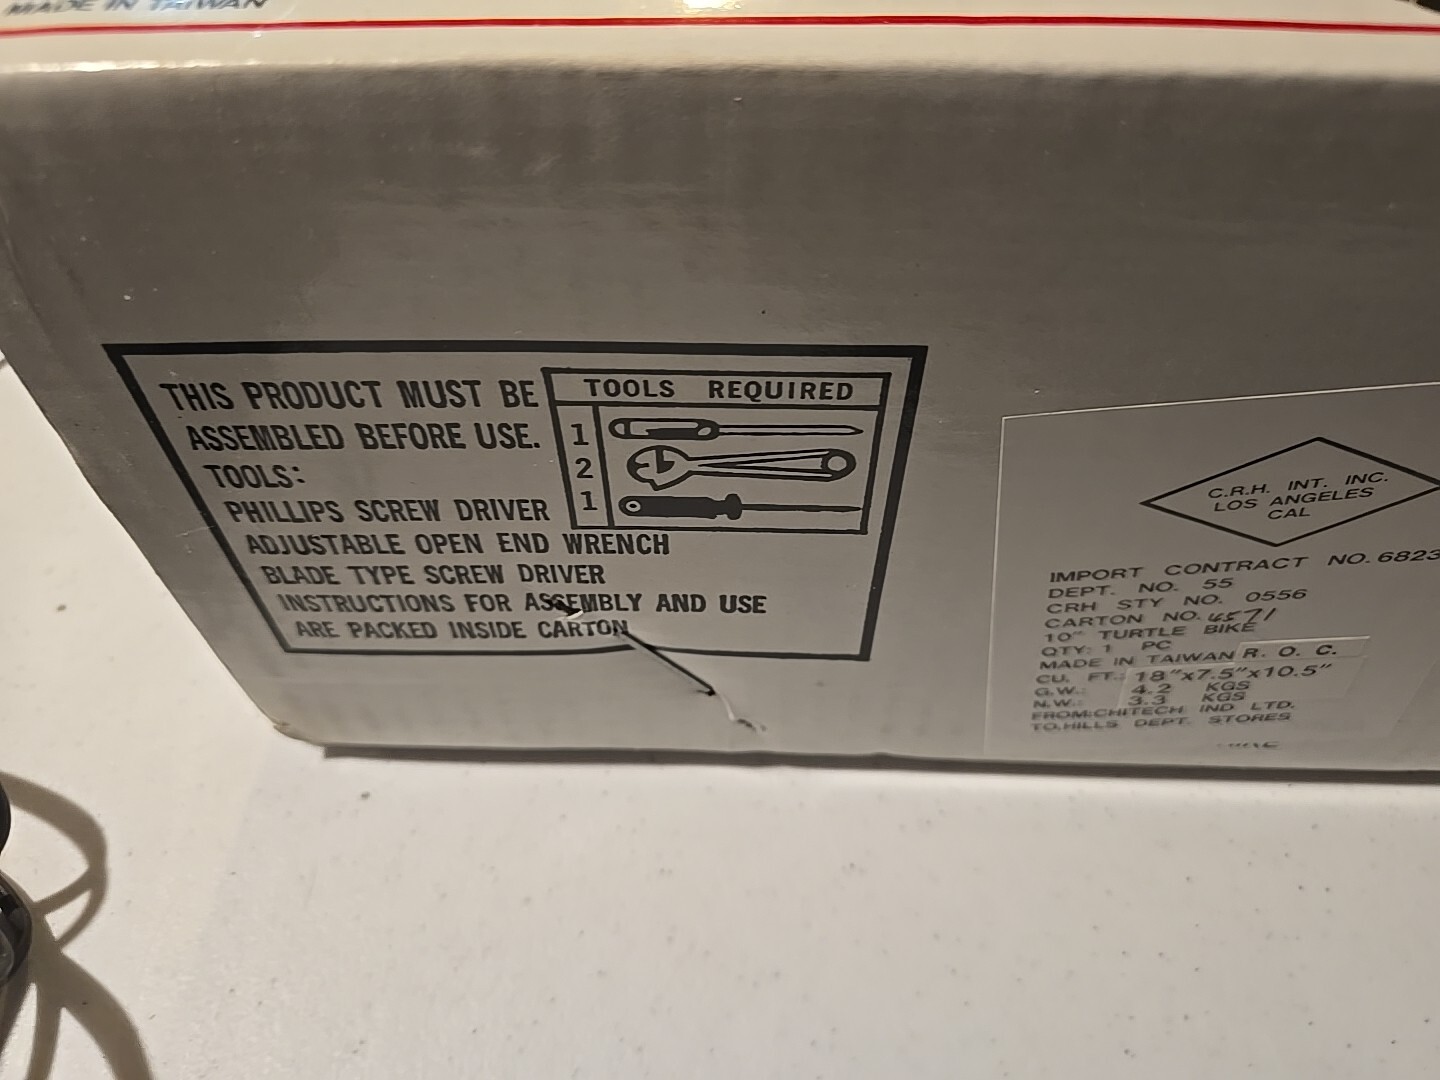 MADE IN TAIWAN
THIS PRODUCT MUST BE
ASSEMBLED BEFORE USE.
TOOLS:
PHILLIPS SCREW DRIVER
ADJUSTABLE OPEN END WRENCH
BLADE TYPE SCREW DRIVER
INSTRUCTIONS FOR ASSEMBLY AND USE
ARE PACKED INSIDE CARTON
TOOLS REQUIRED
1
2
1
C.R.H. INT. INC.
LOS ANGELES
CAL
IMPORT CONTRACT NO. 6823
DEPT. NO. 55
CRH STY NO. 0556
CARTON NO. 4571
10" TURTLE BIKE
QTY: 1 PC
MADE IN TAIWAN R. O. C.
CU. FT.: 18"x7.5"x10.5"
G.W.: 4.2 KGS
N.W.: 3.3 KGS
FROM:CHITECH IND LTD.
TO.HILLS DEPT. STORES